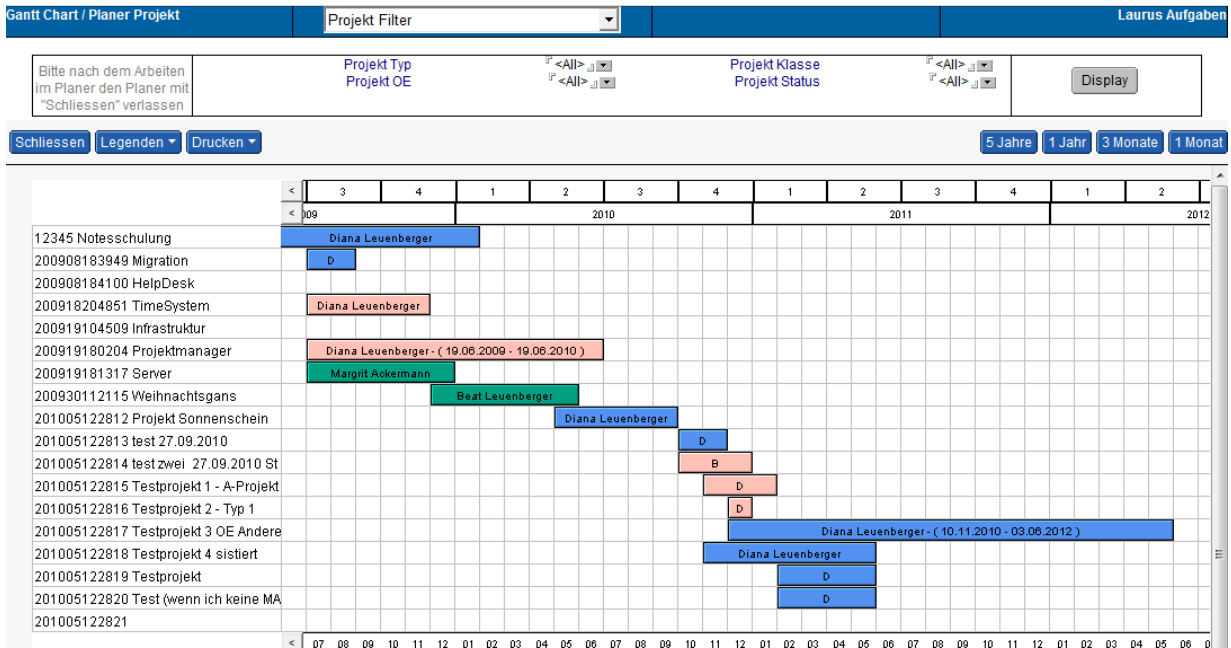 Gantt Chart / Planer Projekt Projekt Filter Laurus Aufgaben
Bitte nach dem Arbeiten
im Planer den Planer mit
"Schliessen" verlassen
Projekt Typ <All> Projekt Klasse <All>
Projekt OE <All> Projekt Status <All>
Display
Schliessen Legenden Drucken 5 Jahre 1 Jahr 3 Monate 1 Monat
< 3 4 1 2 3 4 1 2 3 4 1 2
< 2010 2011 2012
12345 Notesschulung Diana Leuenberger
200908183949 Migration D
200908184100 HelpDesk
200918204851 TimeSystem Diana Leuenberger
200919104509 Infrastruktur
200919180204 Projektmanager Diana Leuenberger - ( 19.06.2009 - 19.06.2010 )
200919181317 Server Margrit Ackermann
200930112115 Weihnachtsgans Beat Leuenberger
201005122812 Projekt Sonnenschein Diana Leuenberger
201005122813 test 27.09.2010 D
201005122814 test zwei 27.09.2010 St B
201005122815 Testprojekt 1 - A-Projekt D
201005122816 Testprojekt 2 - Typ 1 D
201005122817 Testprojekt 3 OE Andere Diana Leuenberger - ( 10.11.2010 - 03.06.2012 )
201005122818 Testprojekt 4 sistiert Diana Leuenberger
201005122819 Testprojekt D
201005122820 Test (wenn ich keine MA D
201005122821
< 07 08 09 10 11 12 01 02 03 04 05 06 07 08 09 10 11 12 01 02 03 04 05 06 07 08 09 10 11 12 01 02 03 04 05 06